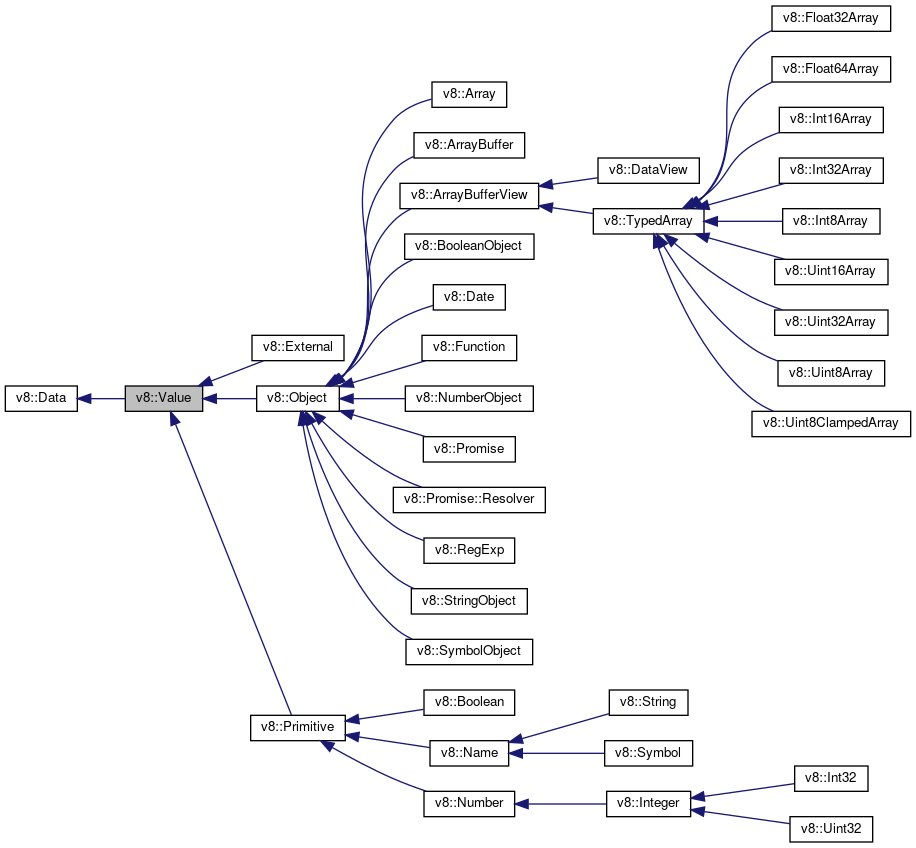 v8::Float32Array
v8::Float64Array
v8::Array
v8::Int16Array
v8::ArrayBuffer
v8::DataView
v8::Int32Array
v8::ArrayBufferView
v8::TypedArray
v8::Int8Array
v8::BooleanObject
v8::Uint16Array
v8::Date
v8::Uint32Array
v8::External
v8::Function
v8::Uint8Array
v8::Data
v8::Value
v8::Object
v8::NumberObject
v8::Uint8ClampedArray
v8::Promise
v8::Promise::Resolver
v8::RegExp
v8::StringObject
v8::SymbolObject
v8::Boolean
v8::String
v8::Primitive
v8::Name
v8::Symbol
v8::Int32
v8::Number
v8::Integer
v8::Uint32